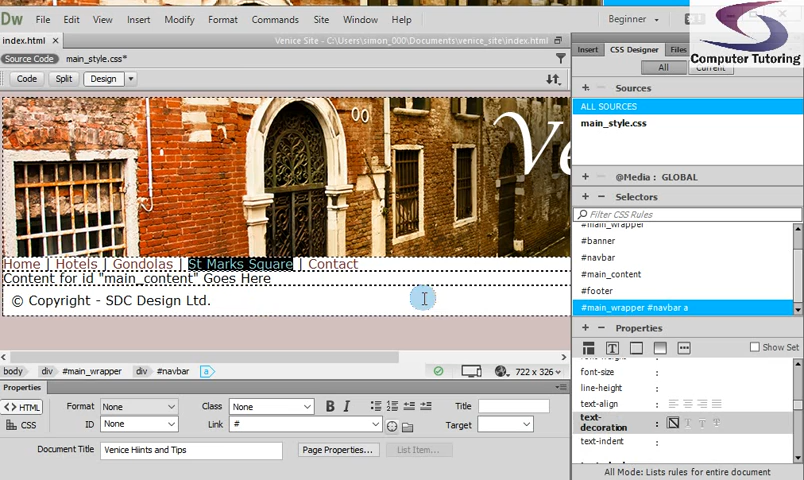 Dw File Edit View Insert Modify Format Commands Site Window Help Beginner
Computer Tutoring
index.html × Venice Site - C:\Users\simon_000\Documents\venice_site\index.html
Insert CSS Designer Files
Source Code main_style.css*
All Current
Code Split Design
Sources
ALL SOURCES
main_style.css
Ve
@Media : GLOBAL
Selectors
Filter CSS Rules
#main_wrapper
#banner
#navbar
#main_content
#footer
#main_wrapper #navbar a
Home | Hotels | Gondolas | St Marks Square | Contact
Content for id "main_content" Goes Here
© Copyright - SDC Design Ltd.
Properties
Show Set
font-size :
line-height :
text-align :
text-decoration :
text-indent :
All Mode: Lists rules for entire document
body div #main_wrapper div #navbar a 722 x 326
Properties
<> HTML Format None Class None B I Title
CSS ID None Link # Target
Document Title Venice Hiints and Tips Page Properties... List Item...